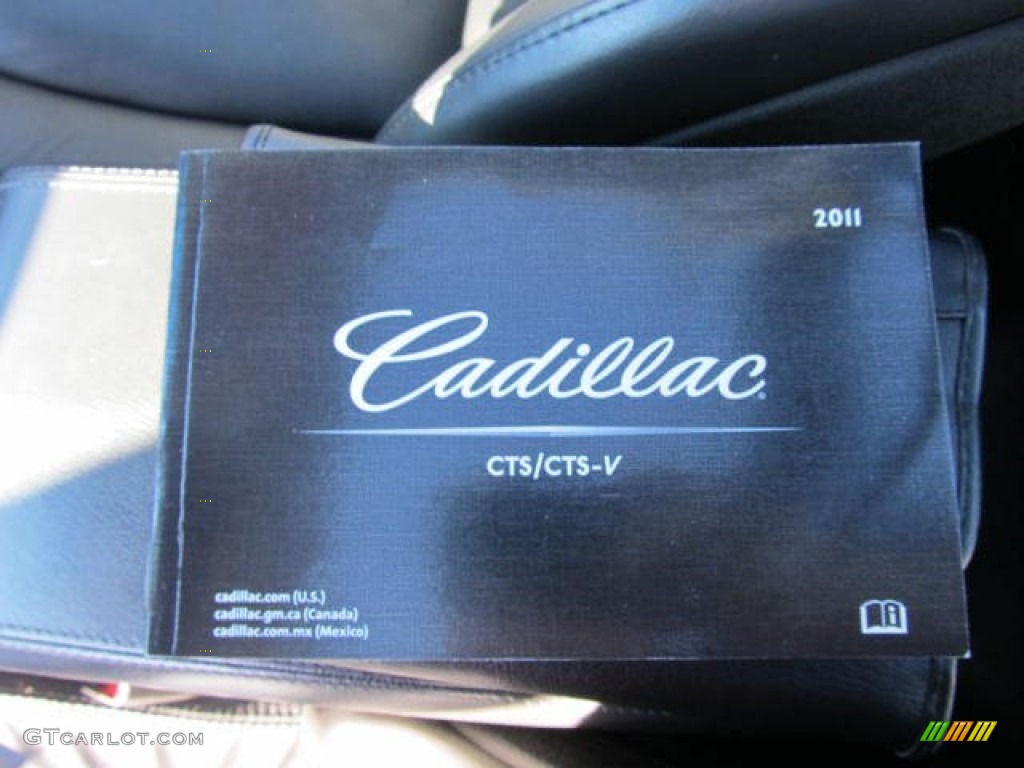 2011
Cadillac®
CTS/CTS-V
cadillac.com (U.S.)
cadillac.gm.ca (Canada)
cadillac.com.mx (Mexico)
i
GTCARLOT.COM